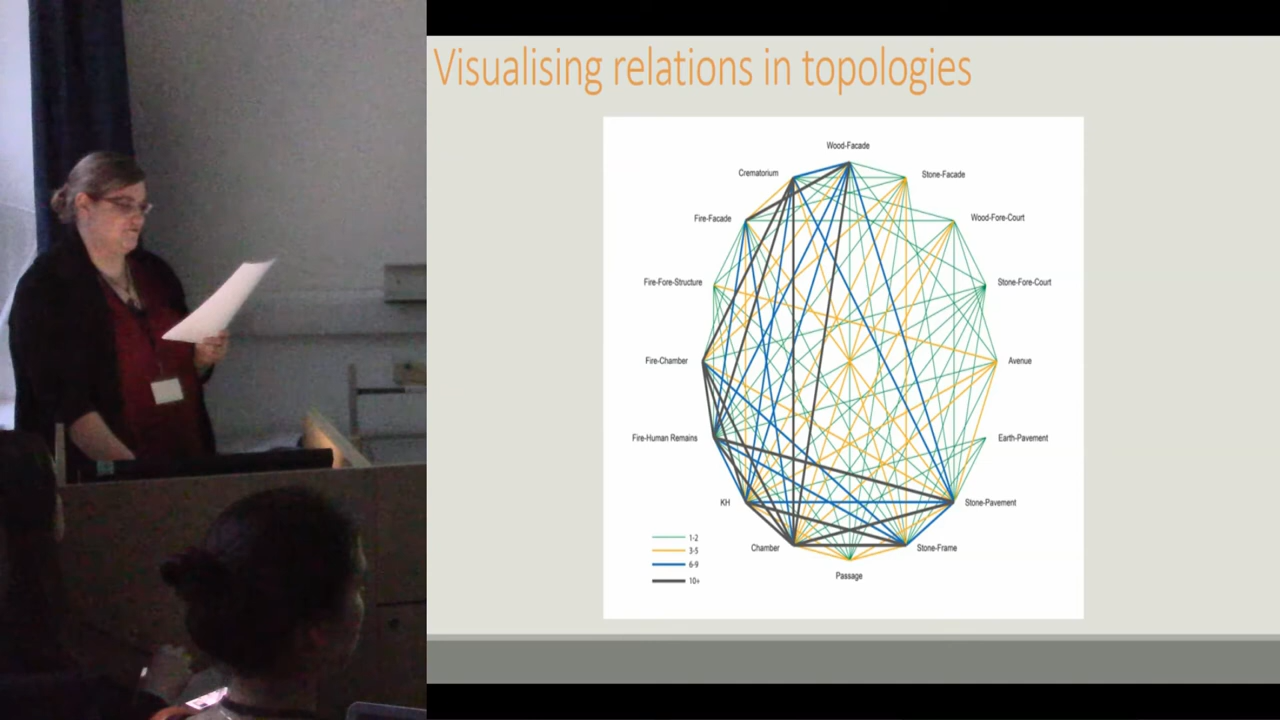 Visualising relations in topologies
Wood-Facade
Crematorium
Stone-Facade
Fire-Facade
Wood-Fore-Court
Fire-Fore-Structure
Stone-Fore-Court
Fire-Chamber
Avenue
Fire-Human Remains
Earth-Pavement
KH
Stone-Pavement
1-2
3-5
6-9
10+
Chamber
Stone-Frame
Passage